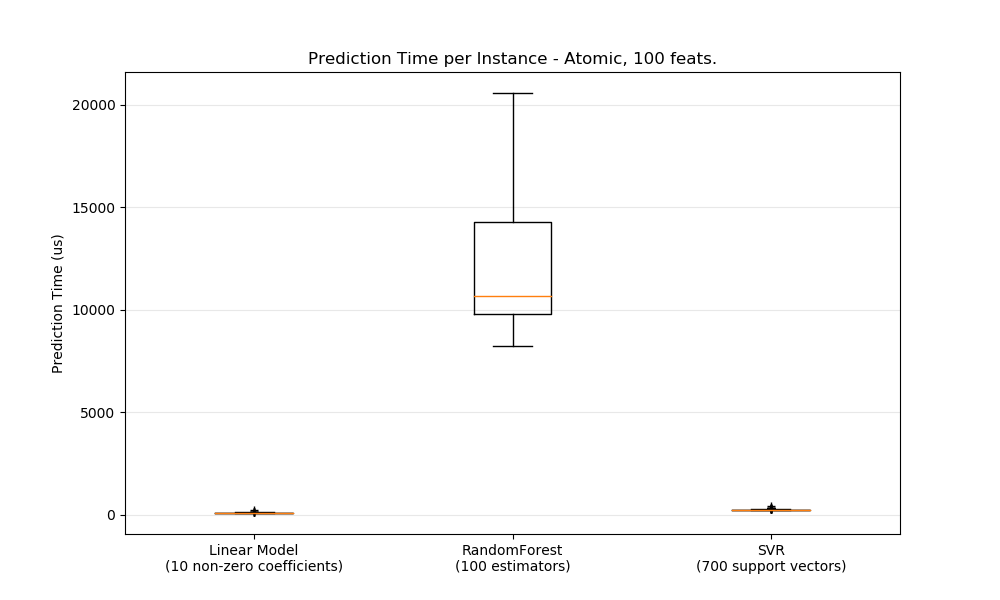 Prediction Time per Instance - Atomic, 100 feats.
Prediction Time (us)
20000
15000
10000
5000
0
Linear Model
(10 non-zero coefficients)
RandomForest
(100 estimators)
SVR
(700 support vectors)